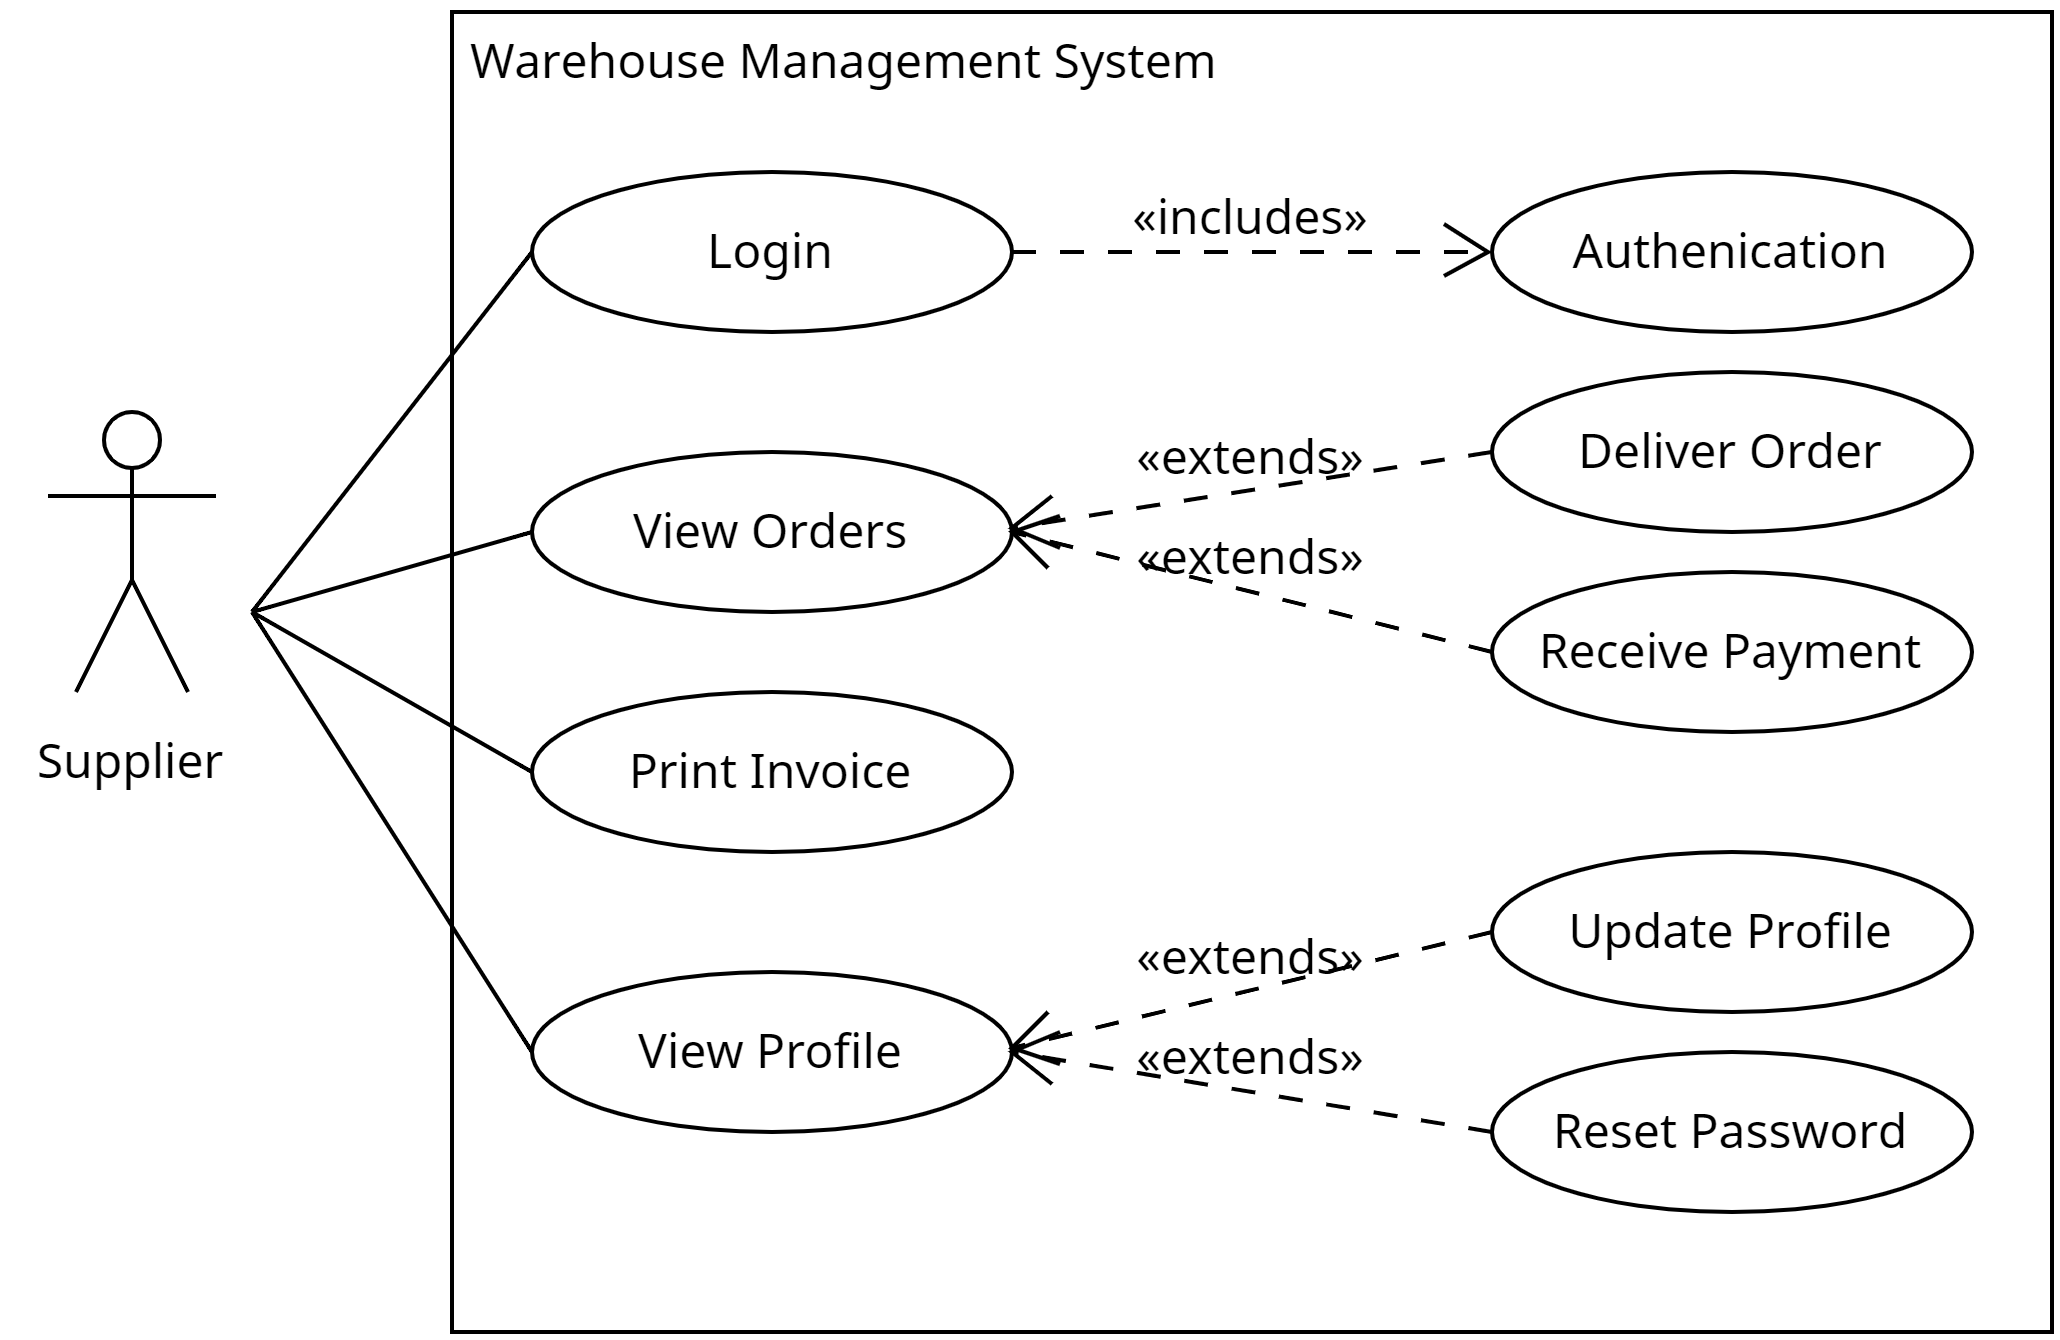 Warehouse Management System
Login
«includes»
Authenication
View Orders
«extends»
Deliver Order
«extends»
Receive Payment
Supplier
Print Invoice
View Profile
«extends»
Update Profile
«extends»
Reset Password